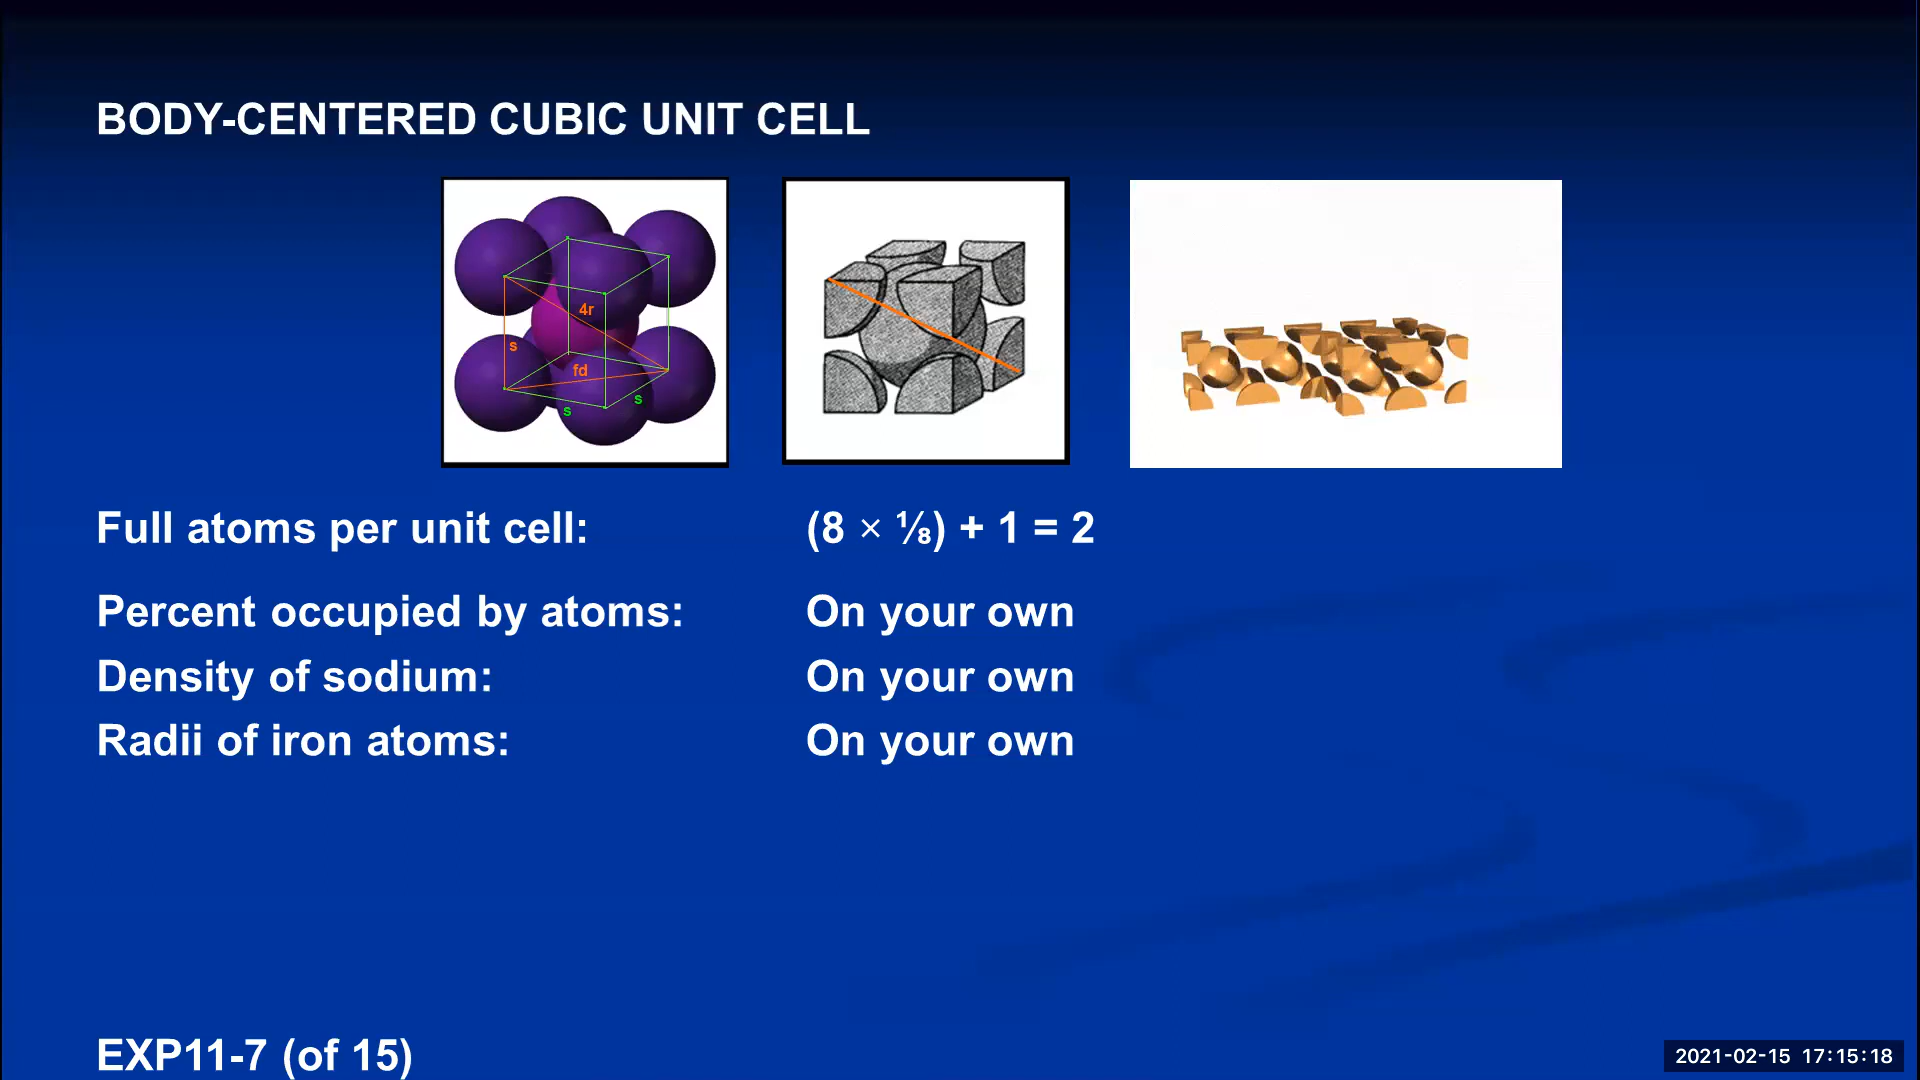 BODY-CENTERED CUBIC UNIT CELL
4r
s
fd
s
s
Full atoms per unit cell: (8 × ⅛) + 1 = 2
Percent occupied by atoms: On your own
Density of sodium: On your own
Radii of iron atoms: On your own
EXP11-7 (of 15)
2021-02-15 17:15:18